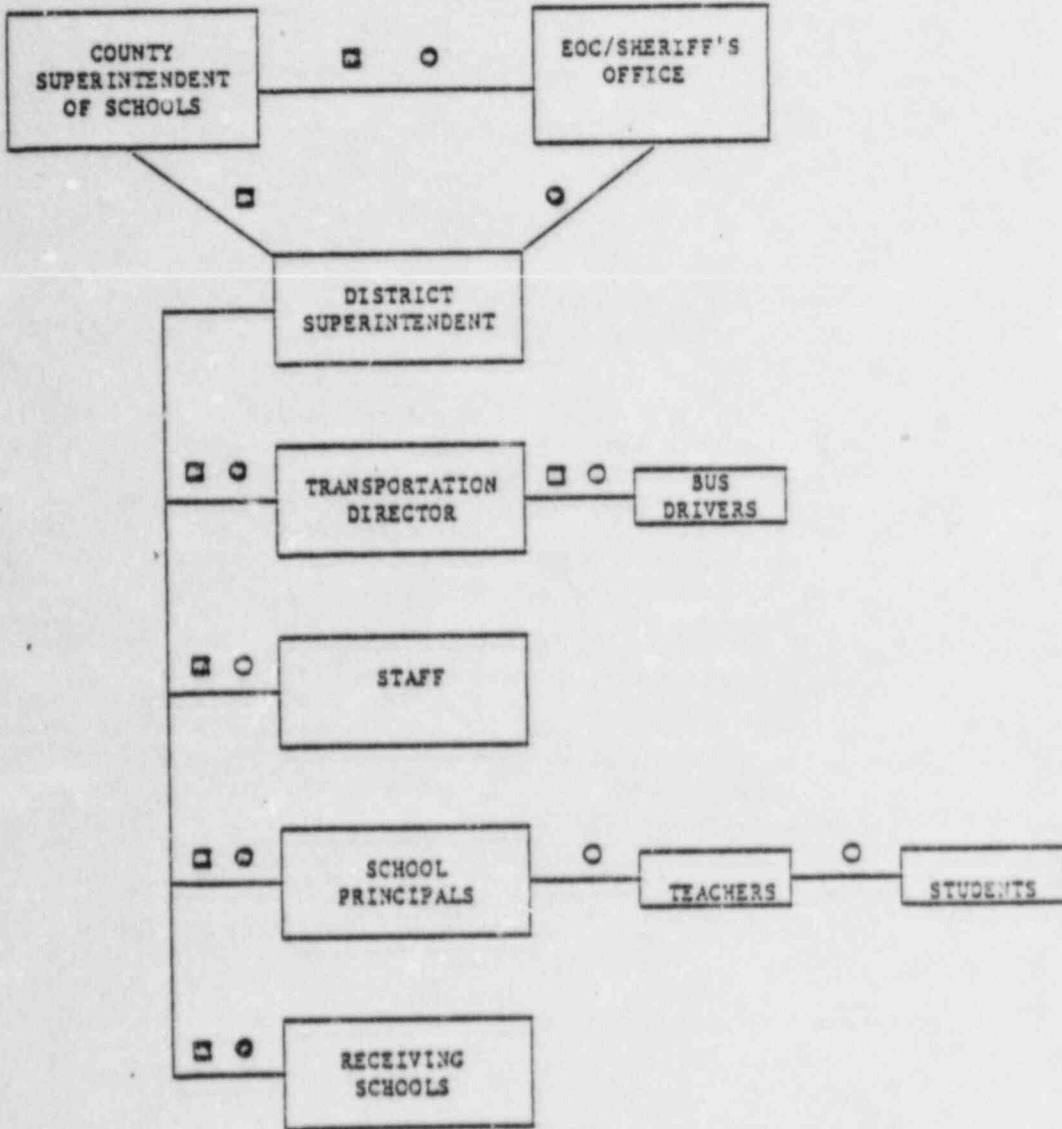 COUNTY
SUPERINTENDENT
OF SCHOOLS
EOC/SHERIFF'S
OFFICE
DISTRICT
SUPERINTENDENT
TRANSPORTATION
DIRECTOR
BUS
DRIVERS
STAFF
SCHOOL
PRINCIPALS
TEACHERS
STUDENTS
RECEIVING
SCHOOLS